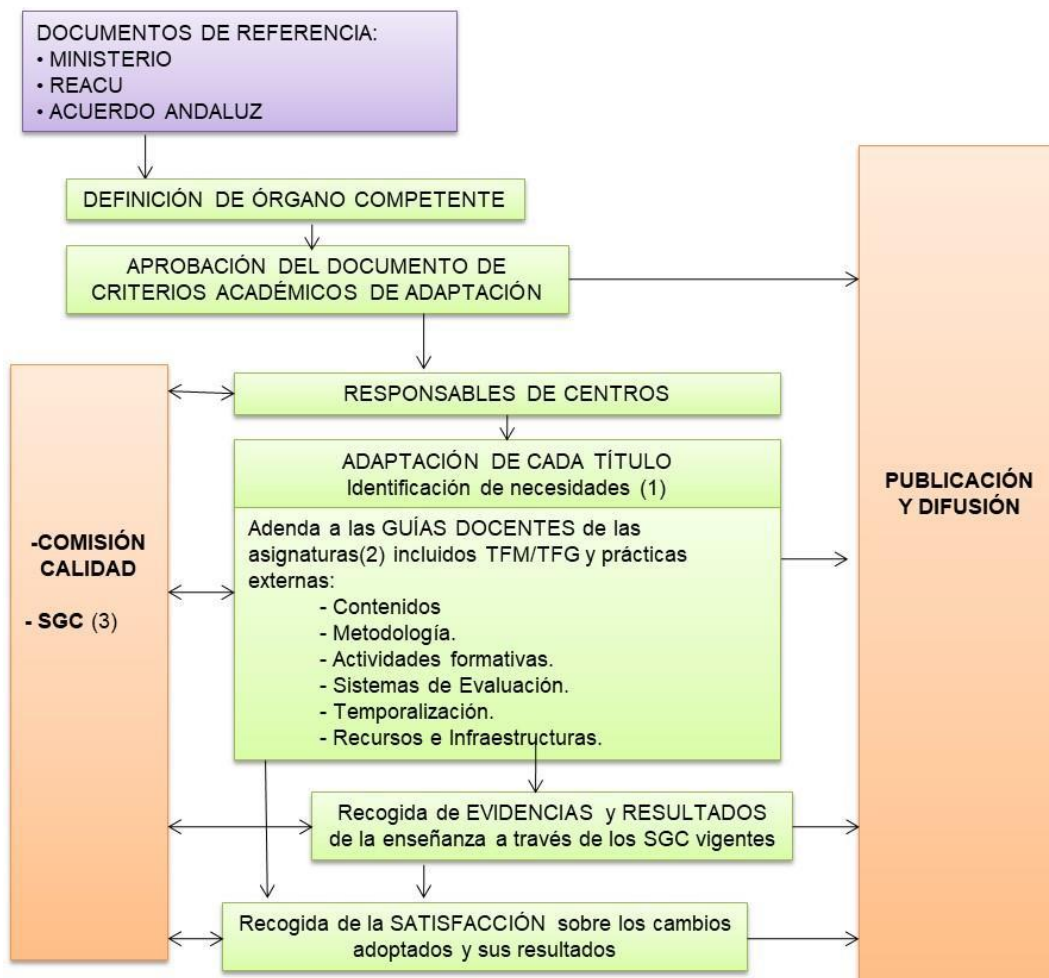 DOCUMENTOS DE REFERENCIA:
• MINISTERIO
• REACU
• ACUERDO ANDALUZ
DEFINICIÓN DE ÓRGANO COMPETENTE
APROBACIÓN DEL DOCUMENTO DE
CRITERIOS ACADÉMICOS DE ADAPTACIÓN
RESPONSABLES DE CENTROS
ADAPTACIÓN DE CADA TÍTULO
Identificación de necesidades (1)
Adenda a las GUÍAS DOCENTES de las
asignaturas(2) incluidos TFM/TFG y prácticas
externas:
- Contenidos
- Metodología.
- Actividades formativas.
- Sistemas de Evaluación.
- Temporalización.
- Recursos e Infraestructuras.
-COMISIÓN
CALIDAD
- SGC (3)
Recogida de EVIDENCIAS y RESULTADOS
de la enseñanza a través de los SGC vigentes
Recogida de la SATISFACCIÓN sobre los cambios
adoptados y sus resultados
PUBLICACIÓN
Y DIFUSIÓN